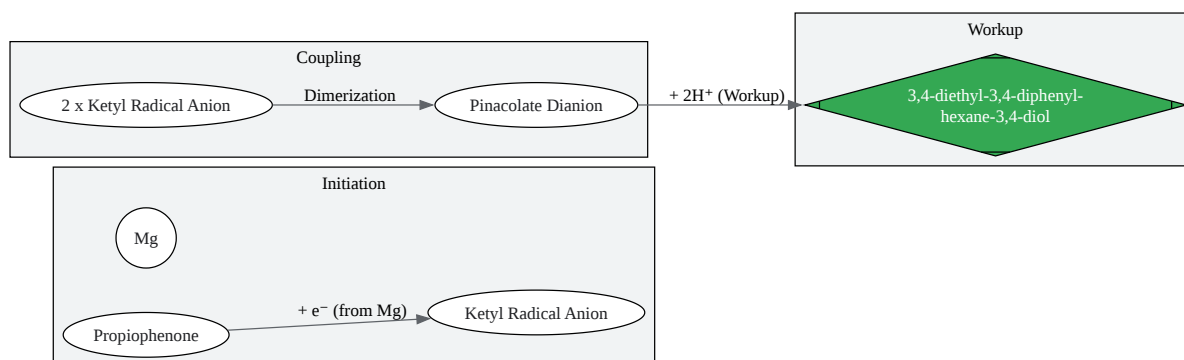 Coupling
2 x Ketyl Radical Anion
Dimerization
Pinacolate Dianion
+ 2H⁺ (Workup)
Workup
3,4-diethyl-3,4-diphenyl-
hexane-3,4-diol
Initiation
Mg
Propiophenone
+ e⁻ (from Mg)
Ketyl Radical Anion